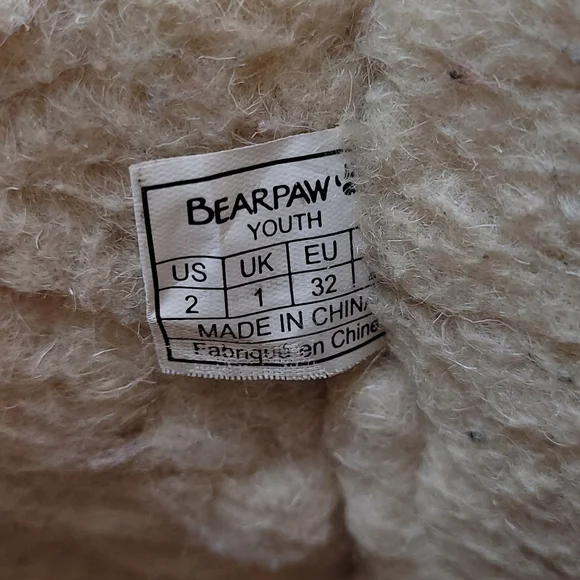 BEARPAW
YOUTH
US UK EU
2 1 32
MADE IN CHINA
Fabriqué en Chine